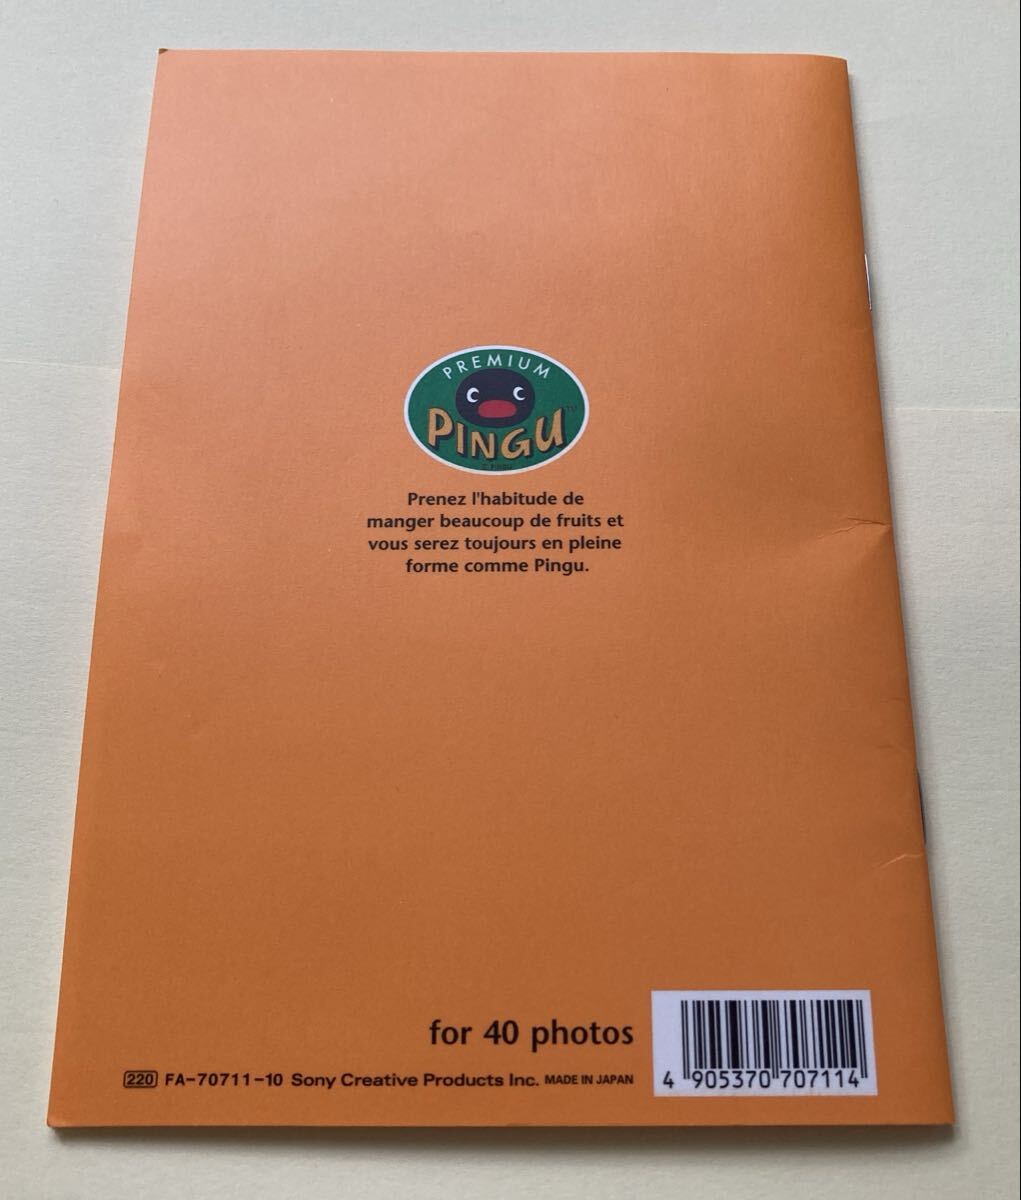 PREMIUM
PINGU™
© PINGU
Prenez l'habitude de
manger beaucoup de fruits et
vous serez toujours en pleine
forme comme Pingu.
for 40 photos
220 FA-70711-10 Sony Creative Products Inc. MADE IN JAPAN
4 905370 707114